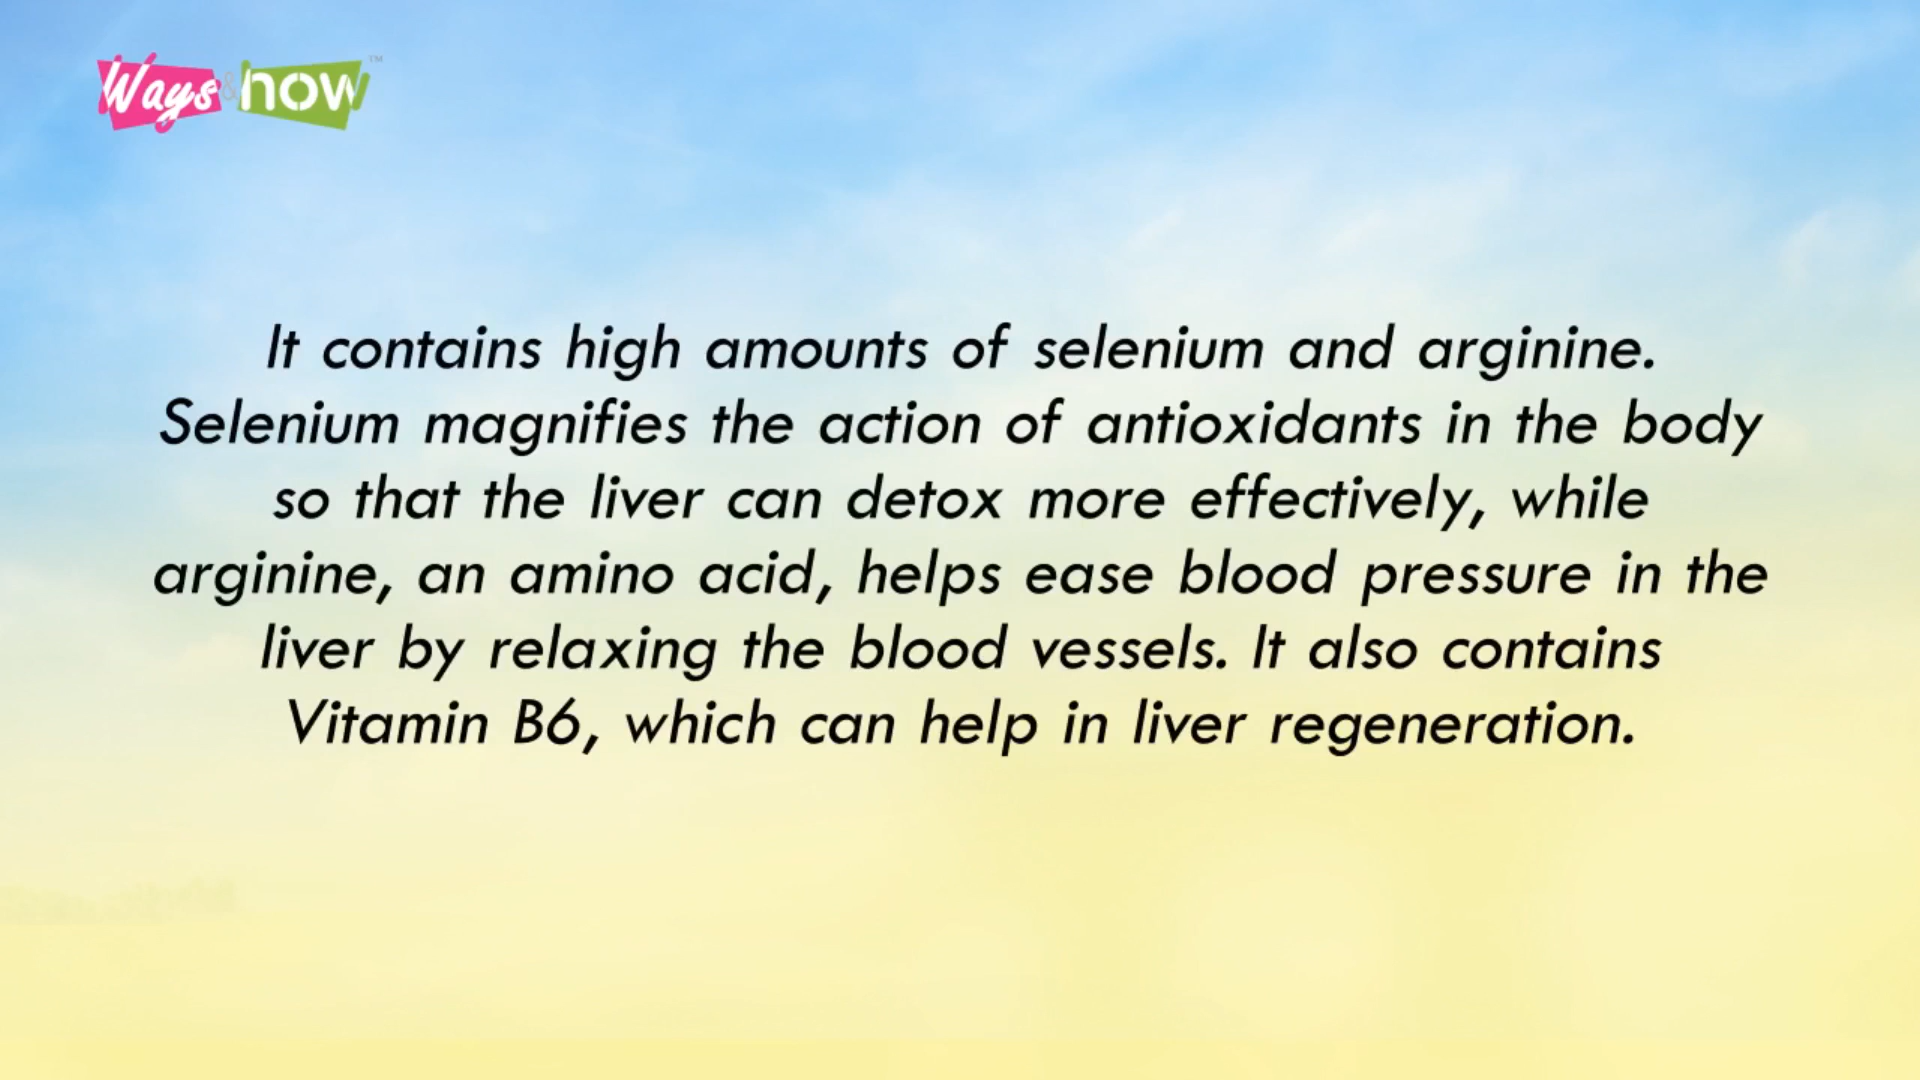 Ways & how ™
It contains high amounts of selenium and arginine.
Selenium magnifies the action of antioxidants in the body
so that the liver can detox more effectively, while
arginine, an amino acid, helps ease blood pressure in the
liver by relaxing the blood vessels. It also contains
Vitamin B6, which can help in liver regeneration.